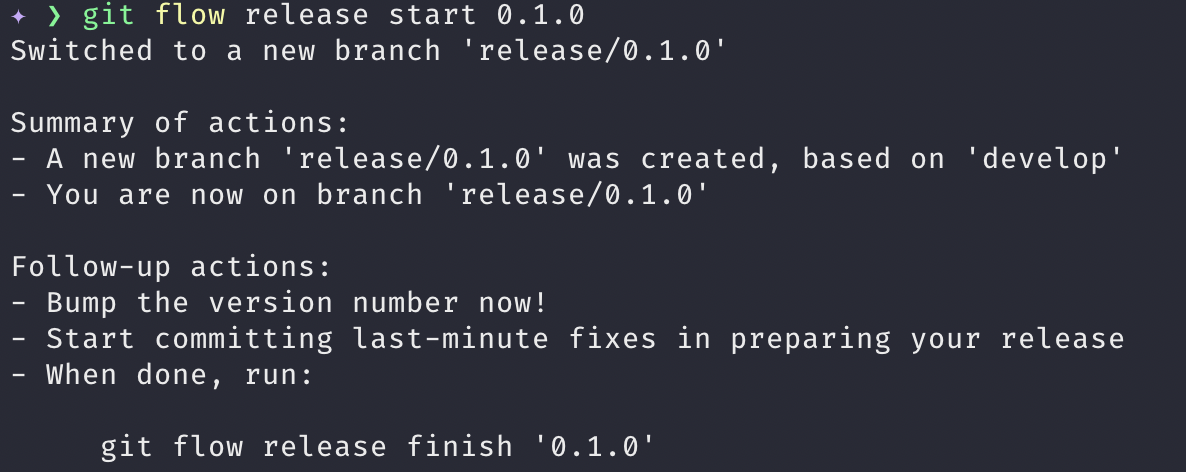 ✦ ❯ git flow release start 0.1.0
Switched to a new branch 'release/0.1.0'

Summary of actions:
- A new branch 'release/0.1.0' was created, based on 'develop'
- You are now on branch 'release/0.1.0'

Follow-up actions:
- Bump the version number now!
- Start committing last-minute fixes in preparing your release
- When done, run:

     git flow release finish '0.1.0'